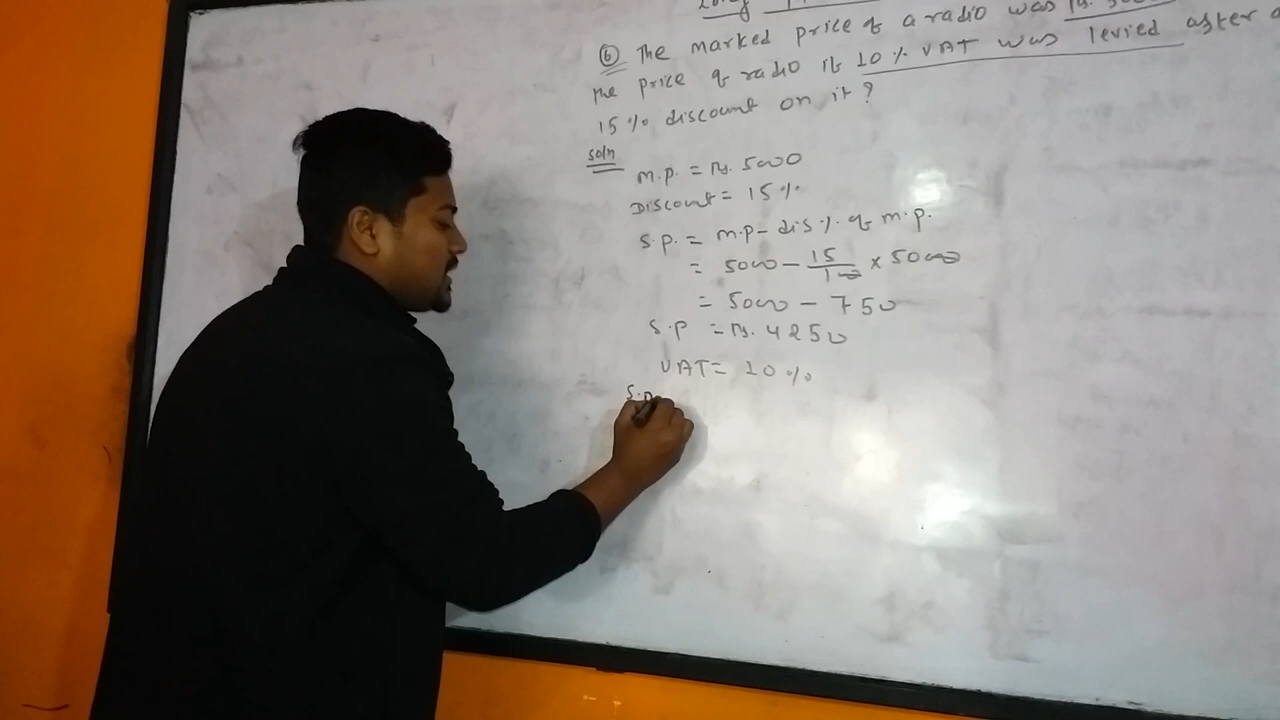 ⑥ The marked price of a radio was Rs. 5000
the price of radio if 10% VAT was levied after a
15% discount on it?
Soln
M.P. = Rs. 5000
Discount = 15%
S.P. = M.P - dis% of M.P.
= 5000 - 15/100 × 5000
= 5000 - 750
S.P = Rs. 4250
VAT = 10%
S.P